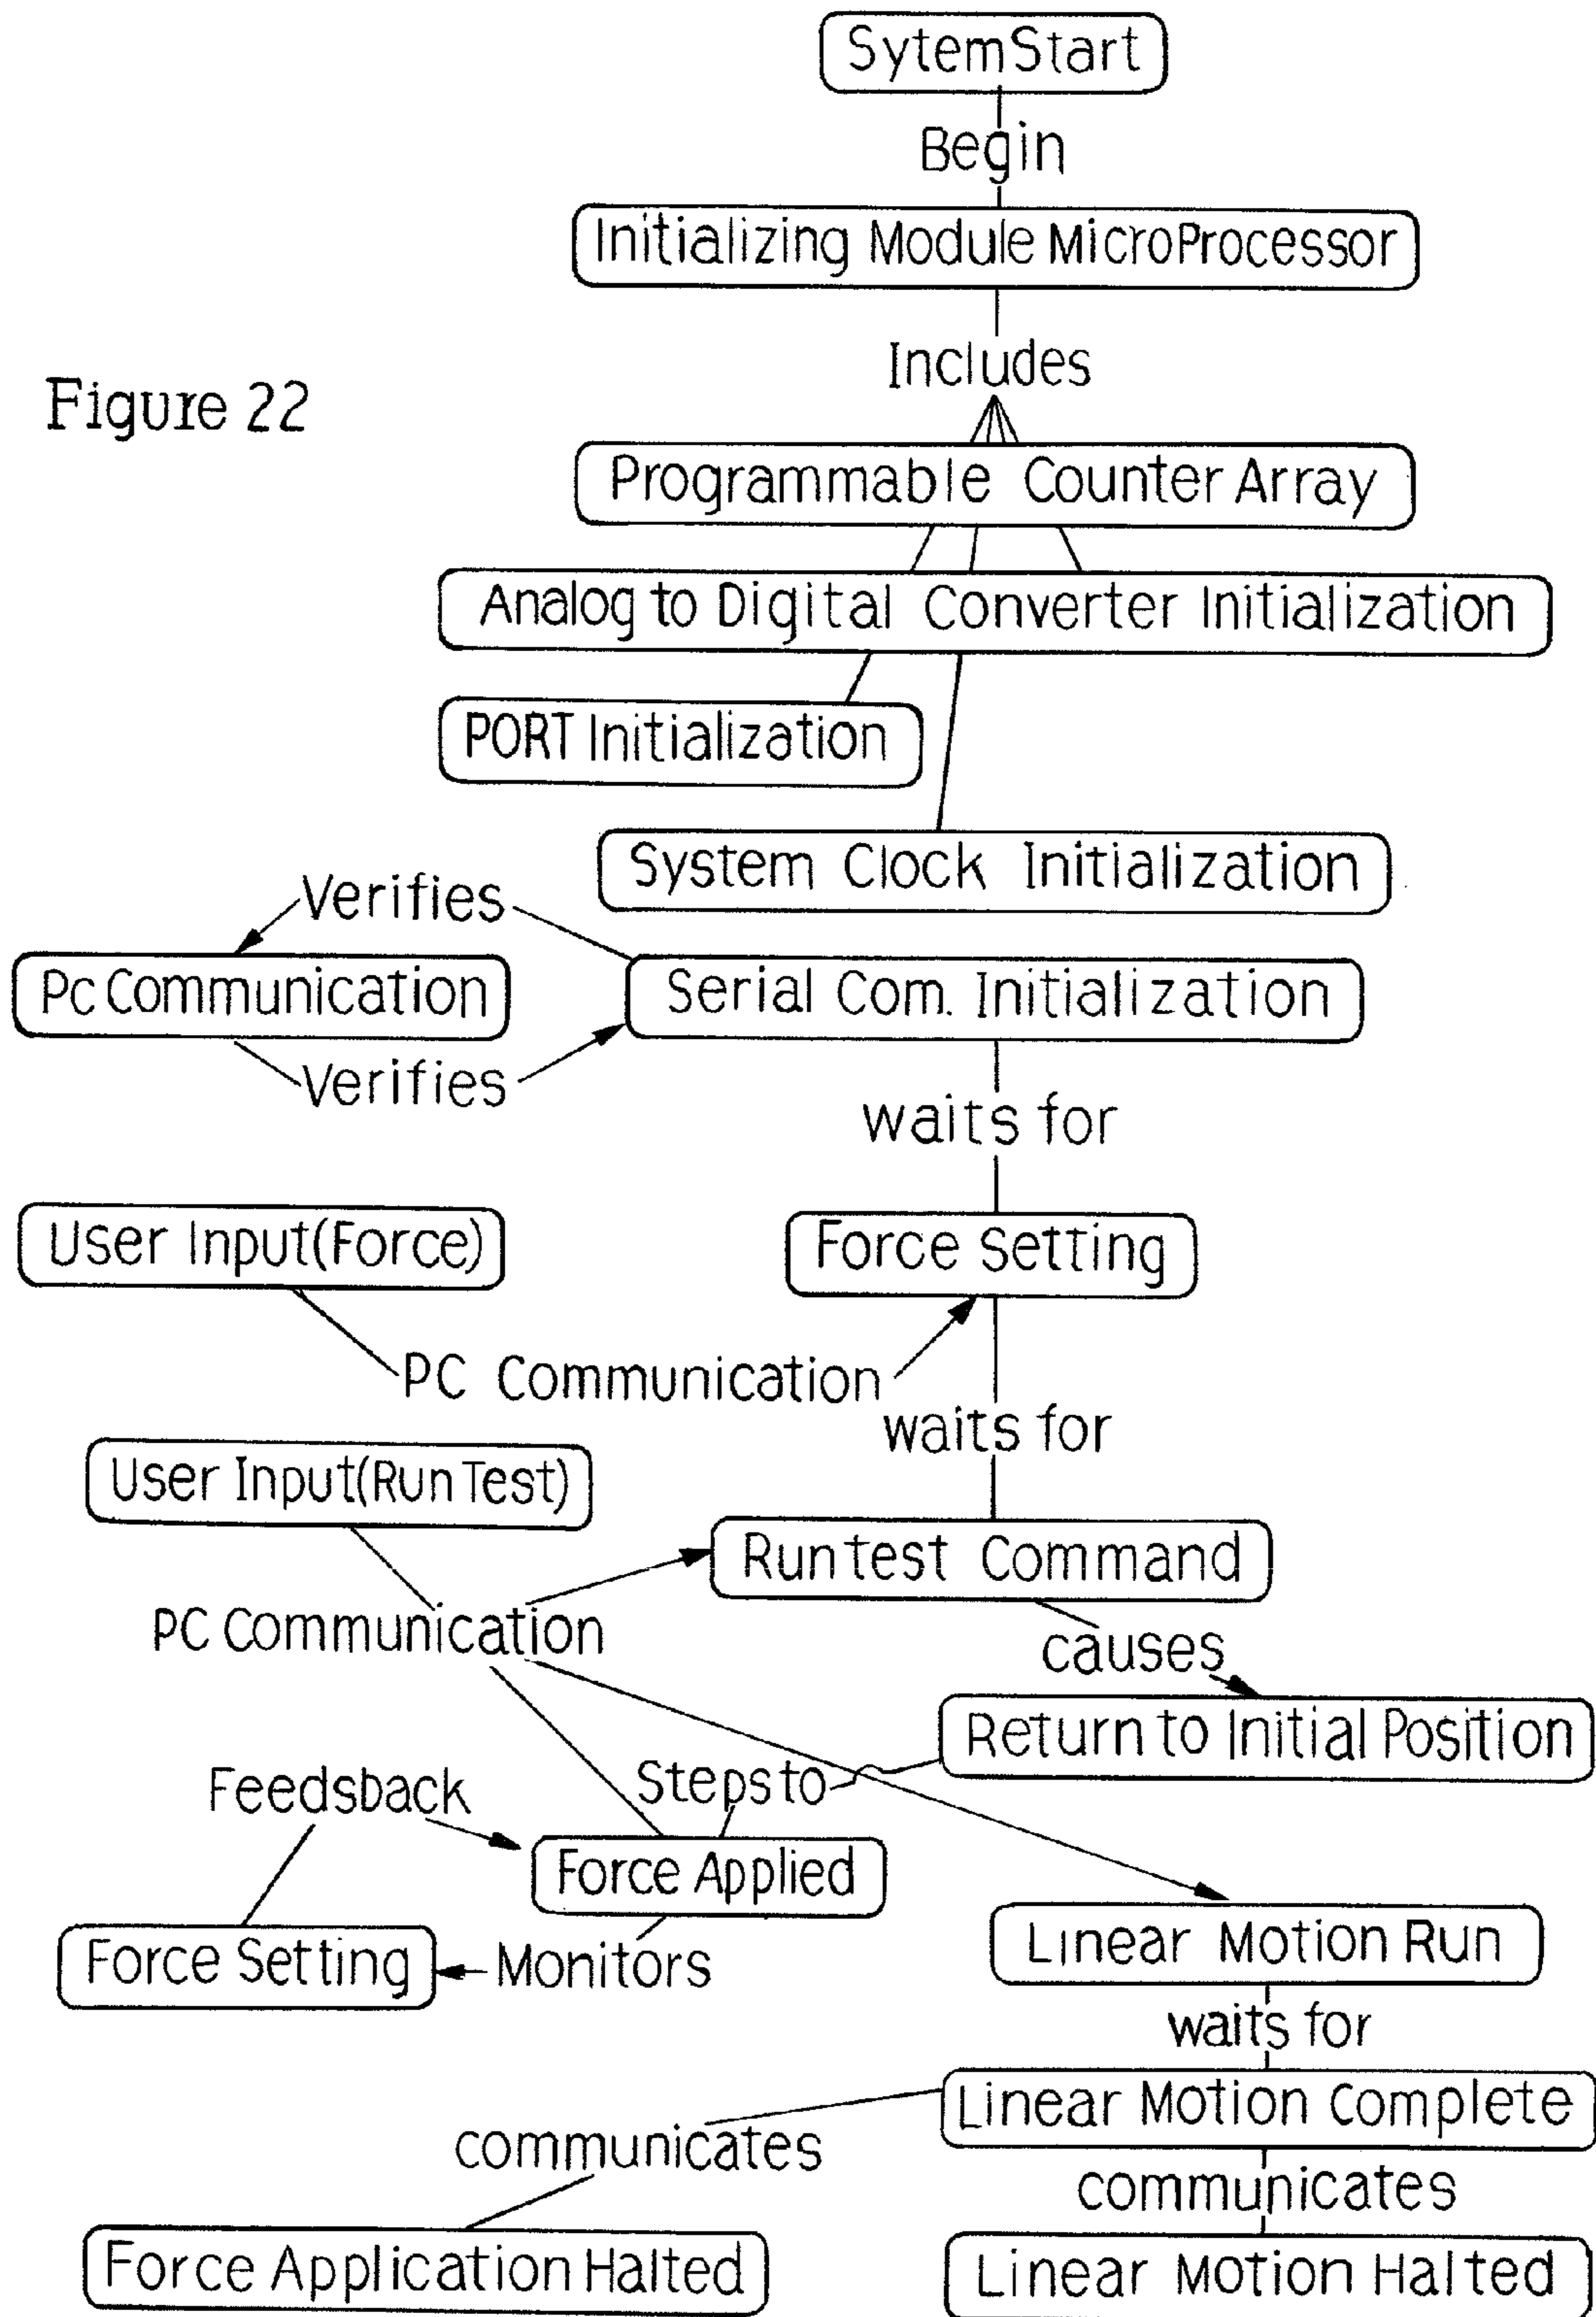 SytemStart
Begin
Initializing Module MicroProcessor
Includes
Figure 22
Programmable Counter Array
Analog to Digital Converter Initialization
PORT Initialization
System Clock Initialization
Verifies
Pc Communication
Serial Com. Initialization
Verifies
waits for
User Input(Force)
Force Setting
PC Communication
waits for
User Input(Run Test)
Run test Command
PC Communication
causes
Return to Initial Position
Steps to
Feedsback
Force Applied
Linear Motion Run
Force Setting
Monitors
waits for
Linear Motion Complete
communicates
communicates
Force Application Halted
Linear Motion Halted